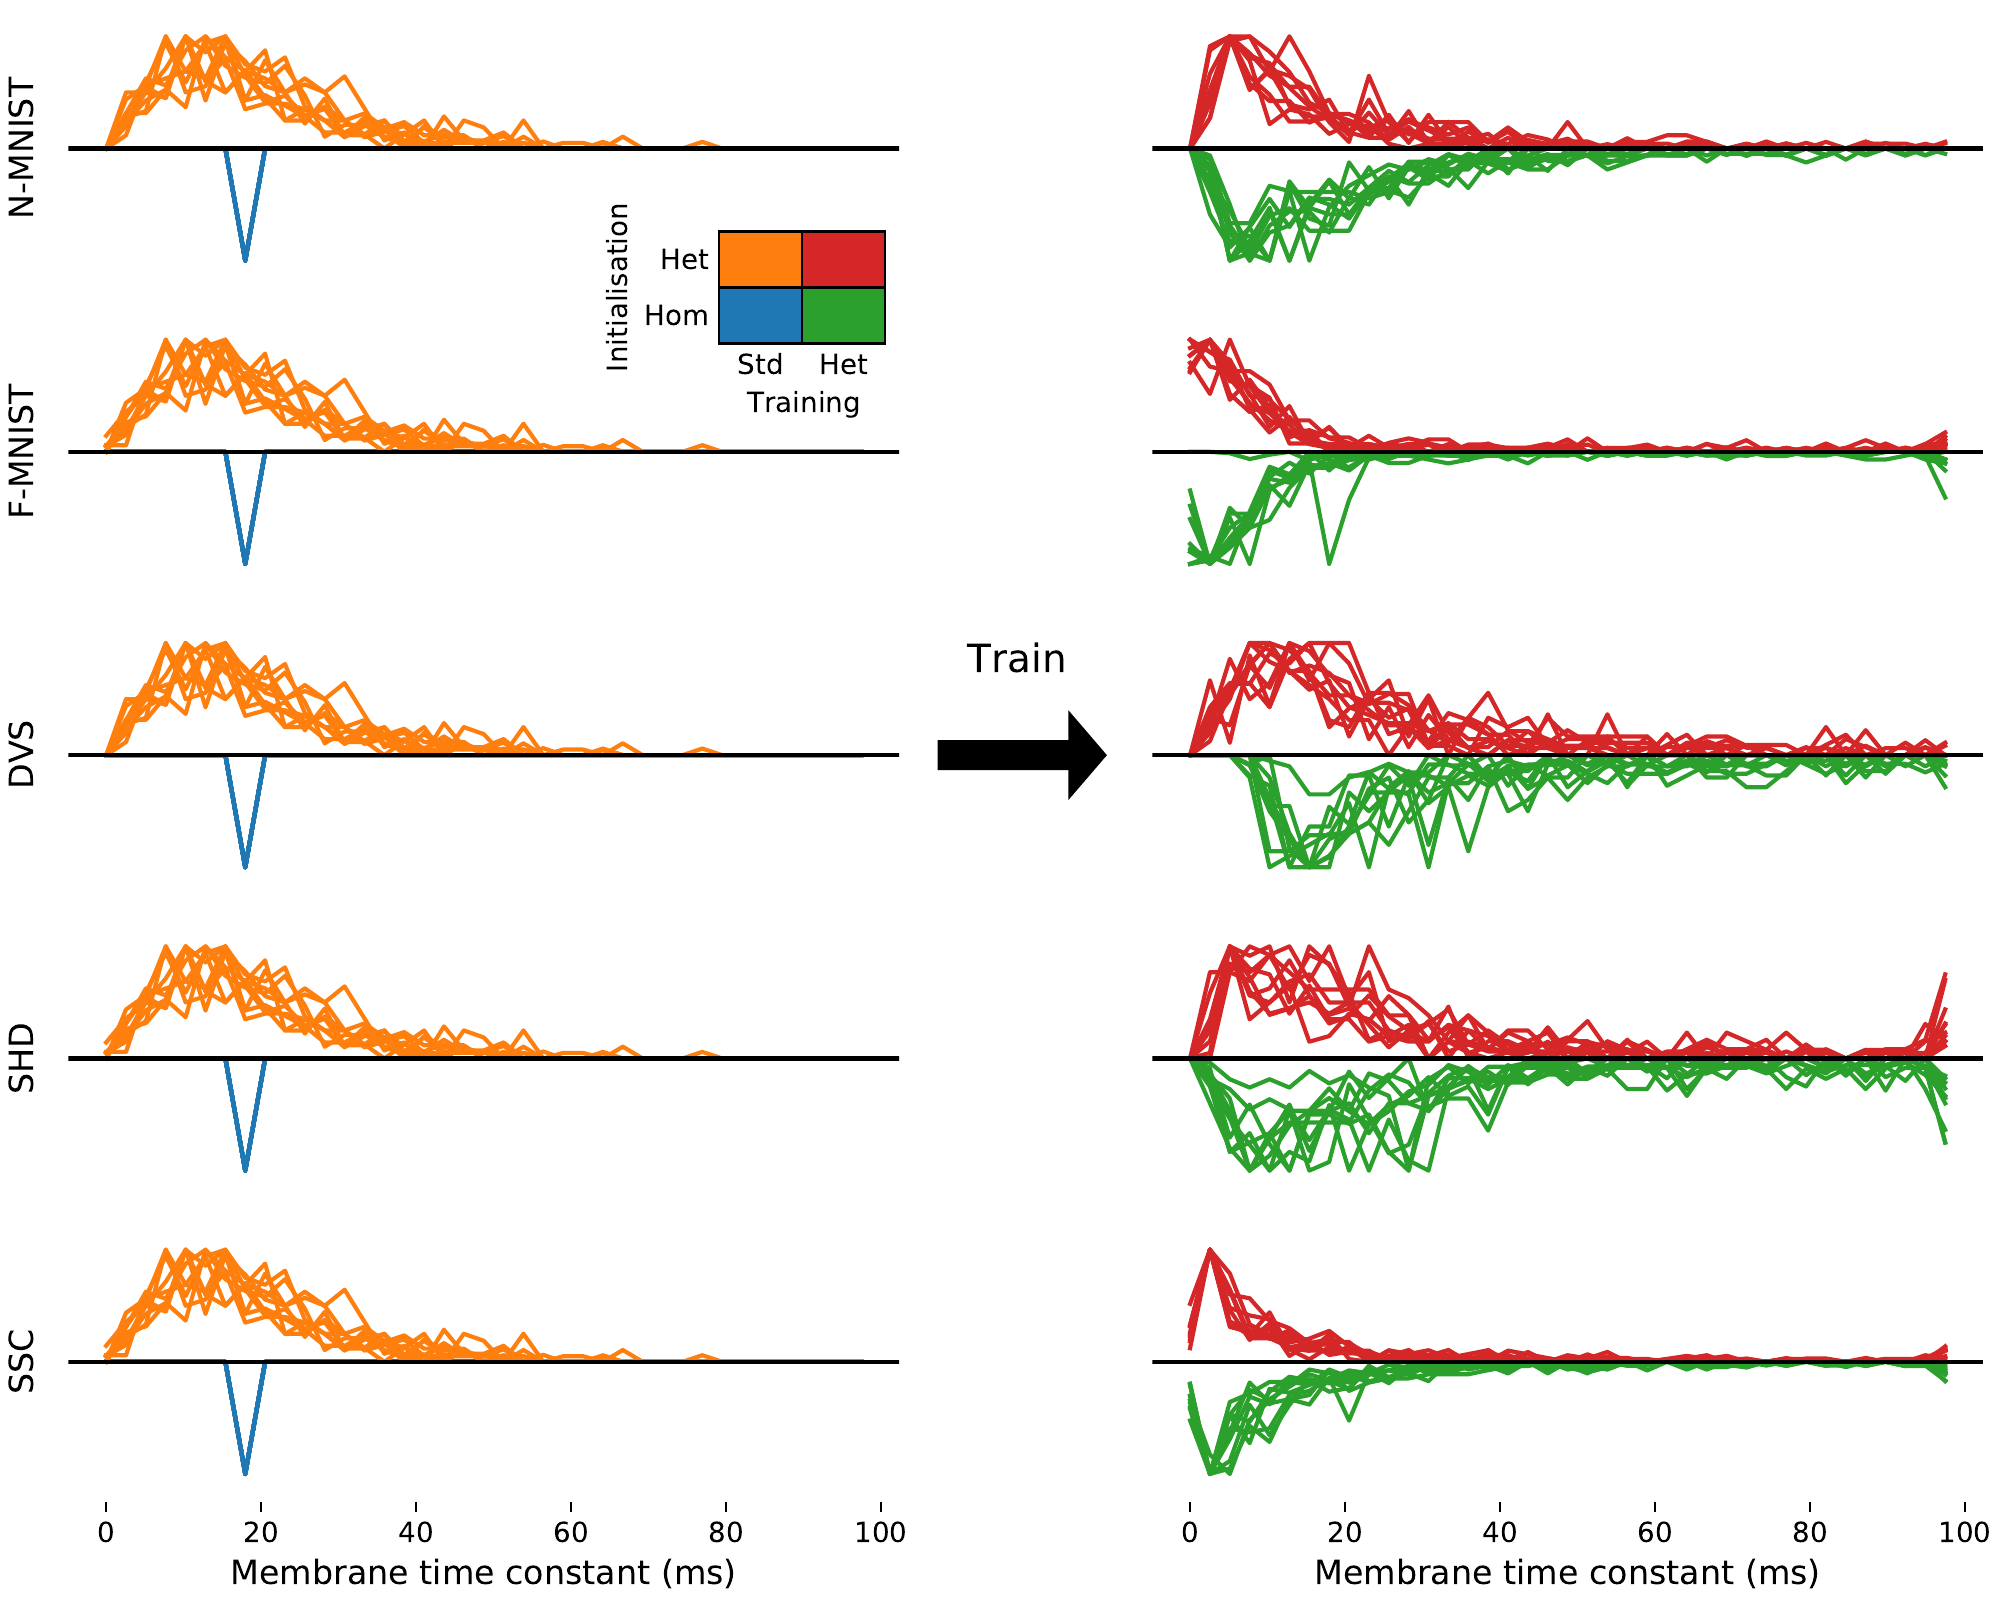 N-MNIST
F-MNIST
DVS
SHD
SSC
Initialisation
Het
Hom
Std Het
Training
Train
0 20 40 60 80 100
Membrane time constant (ms)
0 20 40 60 80 100
Membrane time constant (ms)